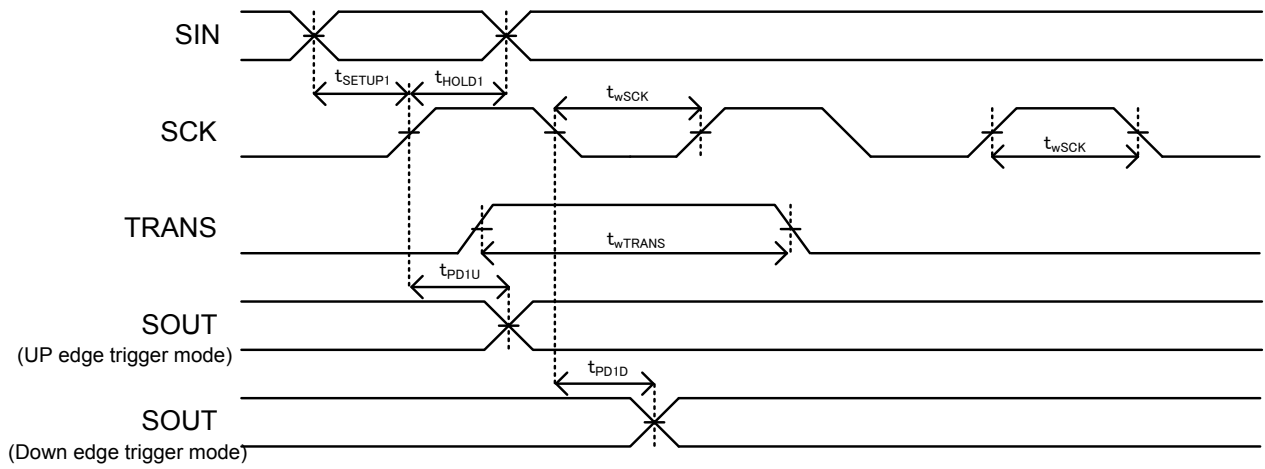 SIN
tSETUP1
tHOLD1
twSCK
SCK
twSCK
TRANS
twTRANS
tPD1U
SOUT
(UP edge trigger mode)
tPD1D
SOUT
(Down edge trigger mode)